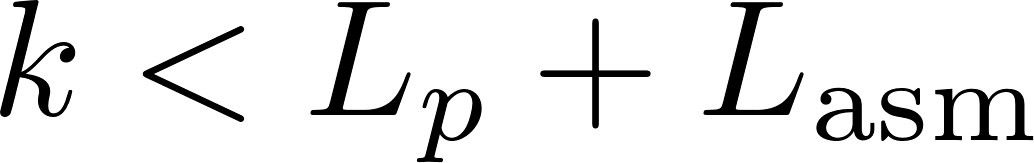 k < L_p + L_asm